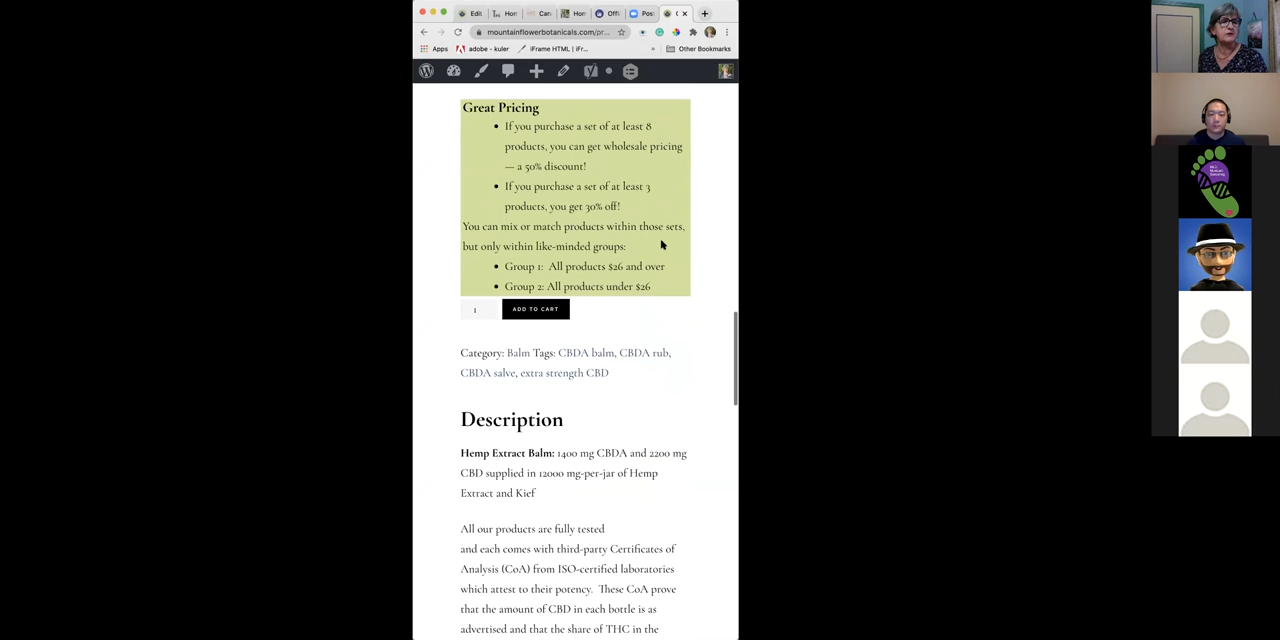 Edit
Hom
Can
Hom
Offi
Pos
mountainflowerbotanicals.com/pr...
Apps
adobe - kuler
iFrame HTML | iFr...
»
Other Bookmarks
Great Pricing
• If you purchase a set of at least 8
products, you can get wholesale pricing
— a 50% discount!
• If you purchase a set of at least 3
products, you get 30% off!
You can mix or match products within those sets,
but only within like-minded groups:
• Group 1: All products $26 and over
• Group 2: All products under $26
1
ADD TO CART
Category: Balm Tags: CBDA balm, CBDA rub,
CBDA salve, extra strength CBD
Description
Hemp Extract Balm: 1400 mg CBDA and 2200 mg
CBD supplied in 12000 mg-per-jar of Hemp
Extract and Kief
All our products are fully tested
and each comes with third-party Certificates of
Analysis (CoA) from ISO-certified laboratories
which attest to their potency. These CoA prove
that the amount of CBD in each bottle is as
advertised and that the share of THC in the